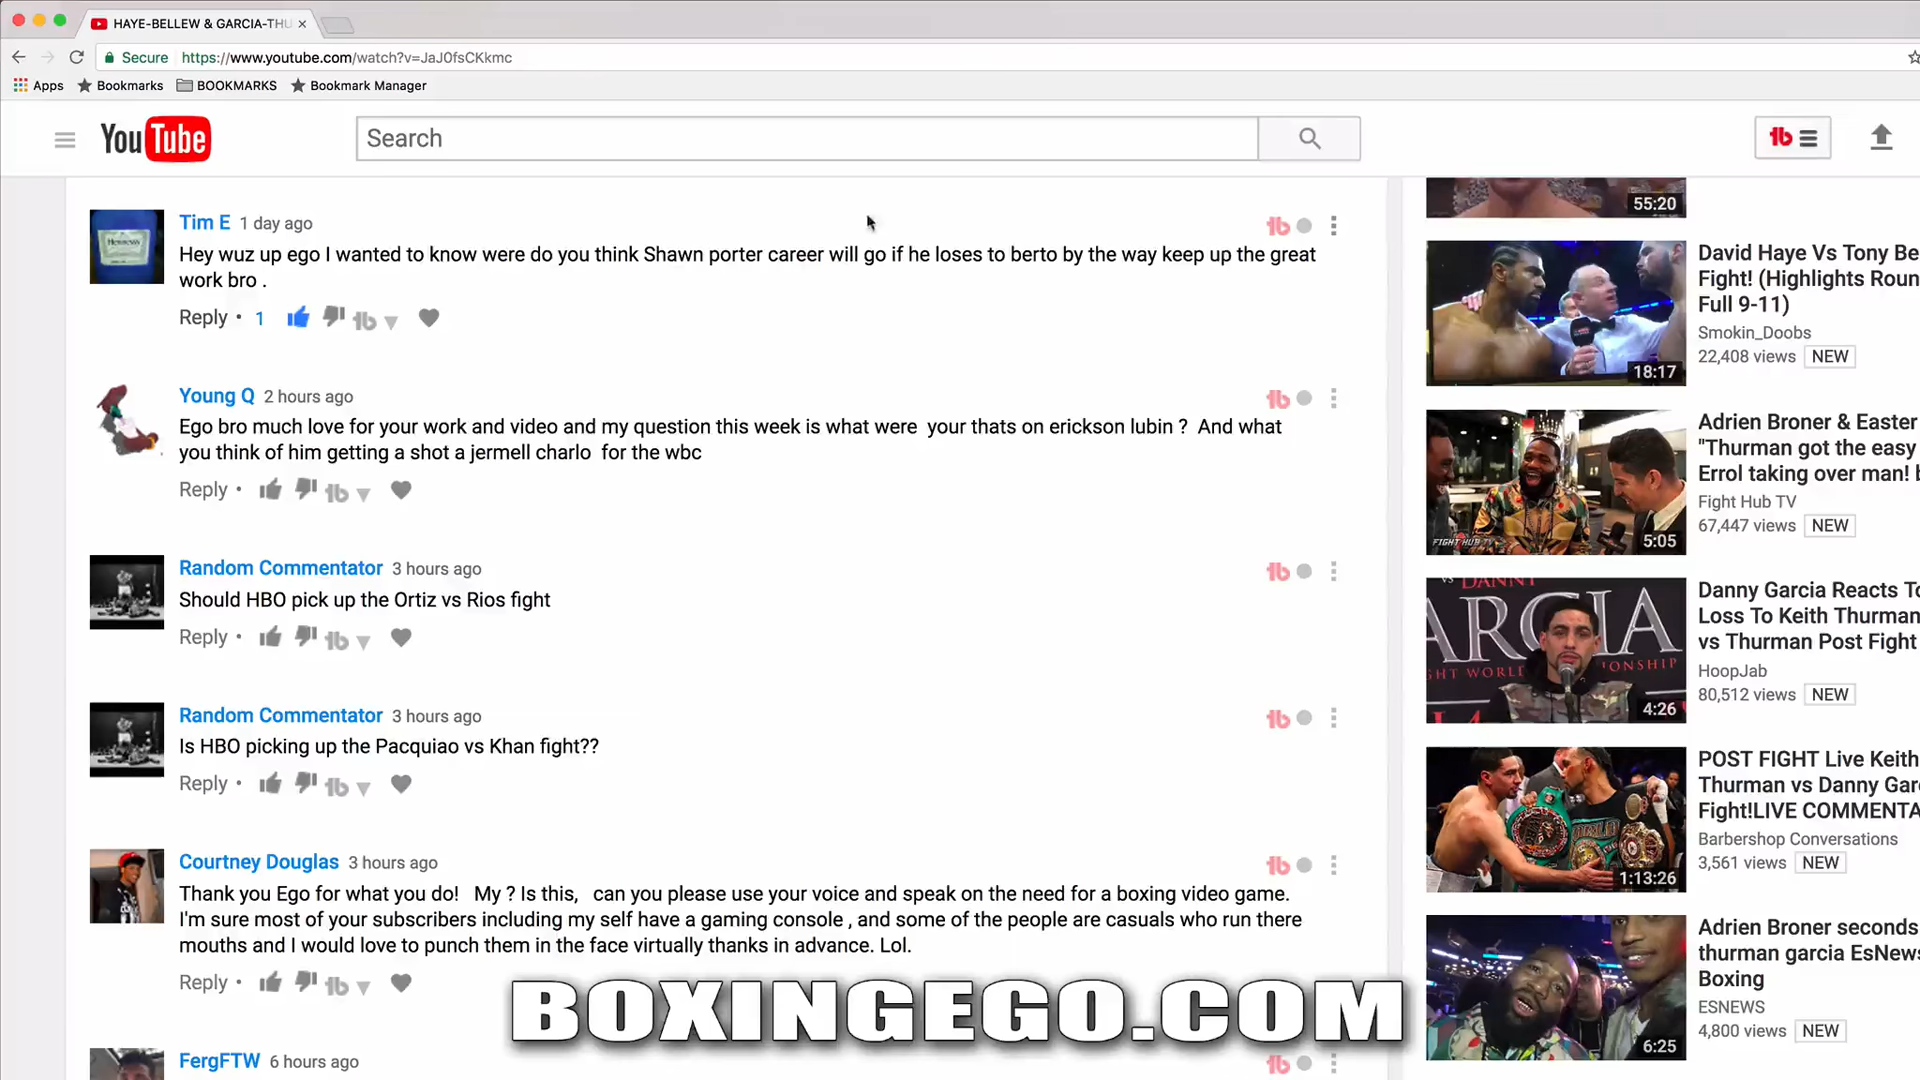 HAYE-BELLEW & GARCIA-THU
Secure https://www.youtube.com/watch?v=JaJ0fsCKkmc
Apps Bookmarks BOOKMARKS Bookmark Manager
YouTube Search
Tim E 1 day ago
Hey wuz up ego I wanted to know were do you think Shawn porter career will go if he loses to berto by the way keep up the great
work bro .
Reply • 1
Young Q 2 hours ago
Ego bro much love for your work and video and my question this week is what were your thats on erickson lubin ? And what
you think of him getting a shot a jermell charlo for the wbc
Reply •
Random Commentator 3 hours ago
Should HBO pick up the Ortiz vs Rios fight
Reply •
Random Commentator 3 hours ago
Is HBO picking up the Pacquiao vs Khan fight??
Reply •
Courtney Douglas 3 hours ago
Thank you Ego for what you do! My ? Is this, can you please use your voice and speak on the need for a boxing video game.
I'm sure most of your subscribers including my self have a gaming console , and some of the people are casuals who run there
mouths and I would love to punch them in the face virtually thanks in advance. Lol.
Reply •
FergFTW 6 hours ago
BOXINGEGO.COM
55:20
David Haye Vs Tony Be
Fight! (Highlights Roun
Full 9-11)
Smokin_Doobs
22,408 views NEW
18:17
Adrien Broner & Easter
"Thurman got the easy
Errol taking over man! b
Fight Hub TV
67,447 views NEW
FIGHT HUB TV
5:05
Danny Garcia Reacts To
Loss To Keith Thurman
vs Thurman Post Fight
HoopJab
80,512 views NEW
VS DANNY
ARCIA
GHT WORLD CHAMPIONSHIP
4:26
POST FIGHT Live Keith
Thurman vs Danny Garc
Fight!LIVE COMMENTA
Barbershop Conversations
3,561 views NEW
1:13:26
Adrien Broner seconds
thurman garcia EsNews
Boxing
ESNEWS
4,800 views NEW
6:25